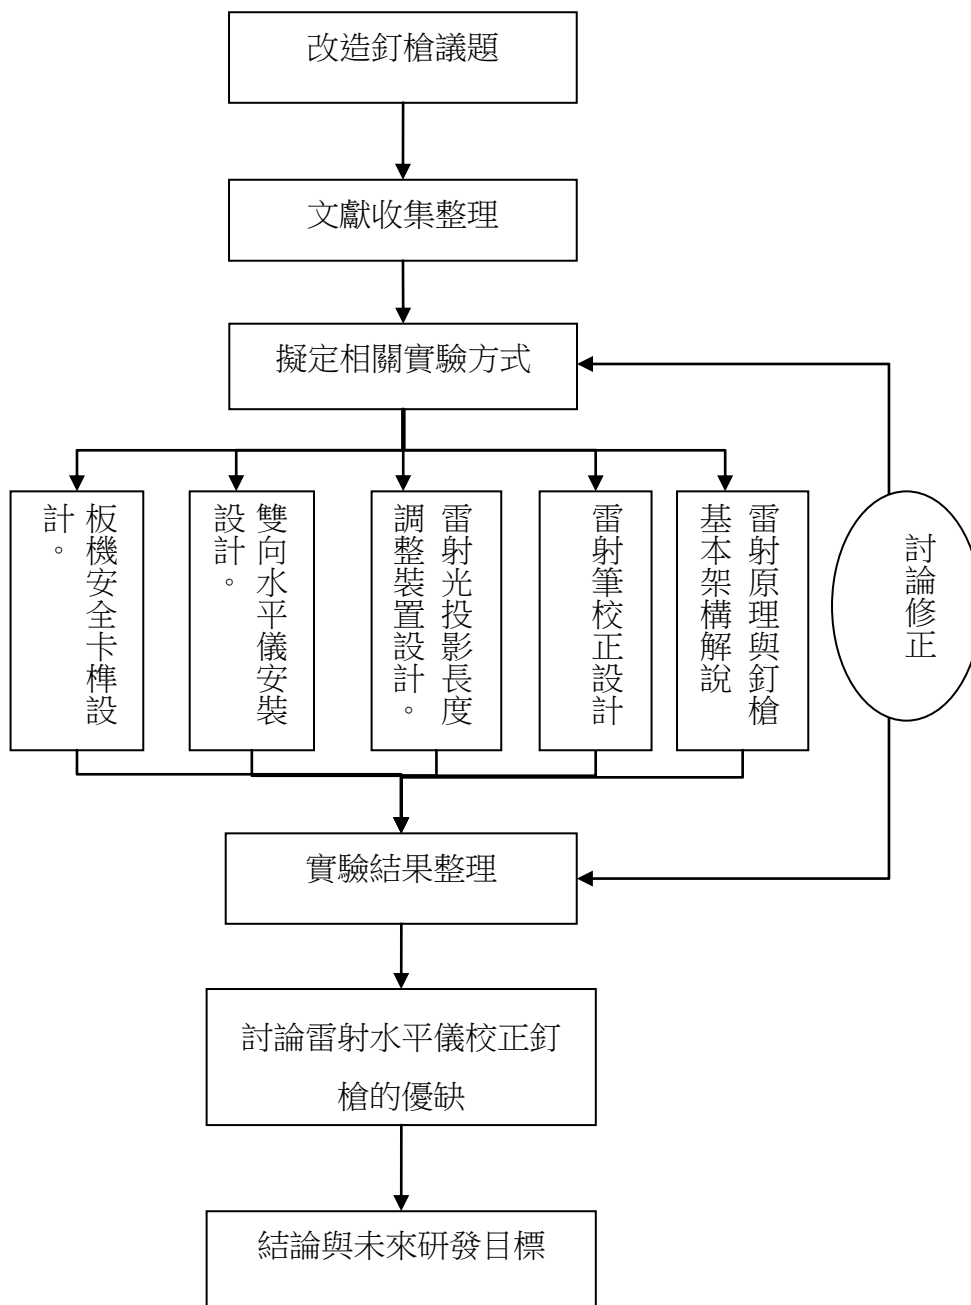 改造釘槍議題
文獻收集整理
擬定相關實驗方式
板機安全卡榫設
計。
雙向水平儀安裝
設計。
雷射光投影長度
調整裝置設計。
雷射筆校正設計
雷射原理與釘槍
基本架構解說
討論修正
實驗結果整理
討論雷射水平儀校正釘
槍的優缺
結論與未來研發目標